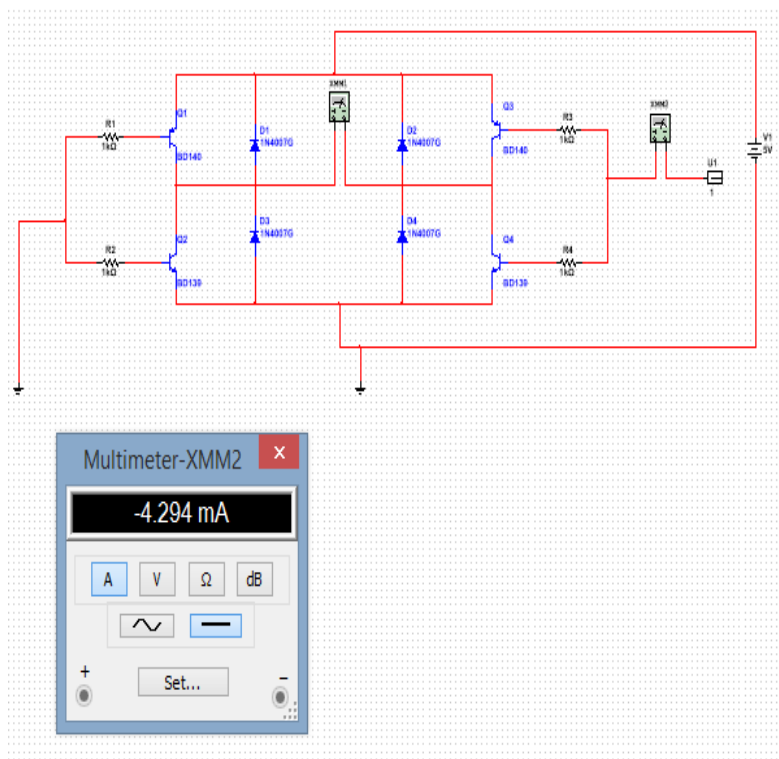 XMM1
Q1
R1
1kΩ
BD140
D1
1N4007G
D2
1N4007G
Q3
BD140
R3
1kΩ
XMM2
U1
1
V1
5V
R2
1kΩ
Q2
BD139
D3
1N4007G
D4
1N4007G
Q4
BD139
R4
1kΩ
Multimeter-XMM2 x
-4.294 mA
A V Ω dB
+ Set... −